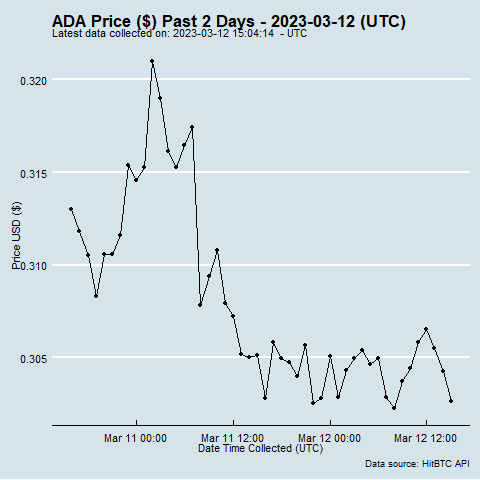 ADA Price ($) Past 2 Days - 2023-03-12 (UTC)
Latest data collected on: 2023-03-12 15:04:14 - UTC
0.320
0.315
0.310
0.305
Price USD ($)
Mar 11 00:00 Mar 11 12:00 Mar 12 00:00 Mar 12 12:00
Date Time Collected (UTC)
Data source: HitBTC API